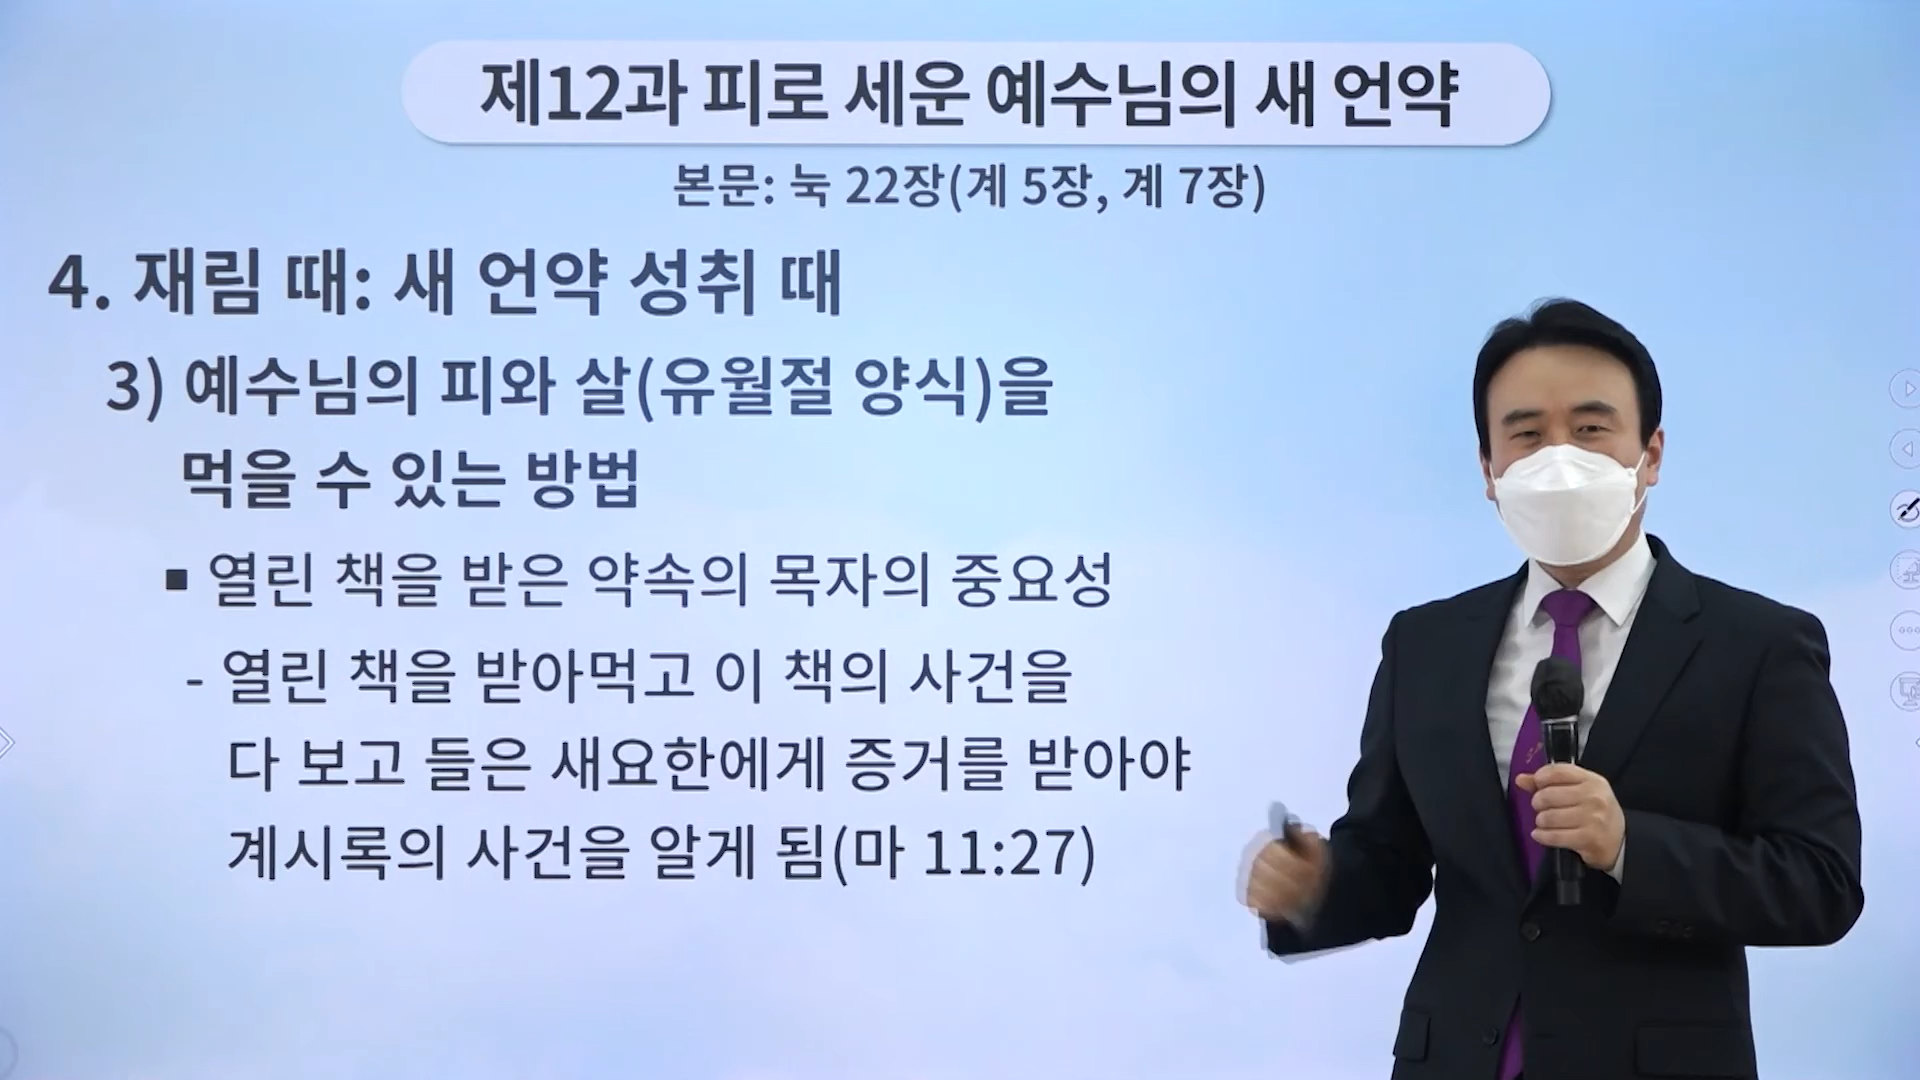 제12과 피로 세운 예수님의 새 언약
본문: 눅 22장(계 5장, 계 7장)
4. 재림 때: 새 언약 성취 때
3) 예수님의 피와 살(유월절 양식)을
먹을 수 있는 방법
▪ 열린 책을 받은 약속의 목자의 중요성
- 열린 책을 받아먹고 이 책의 사건을
다 보고 들은 새요한에게 증거를 받아야
계시록의 사건을 알게 됨(마 11:27)